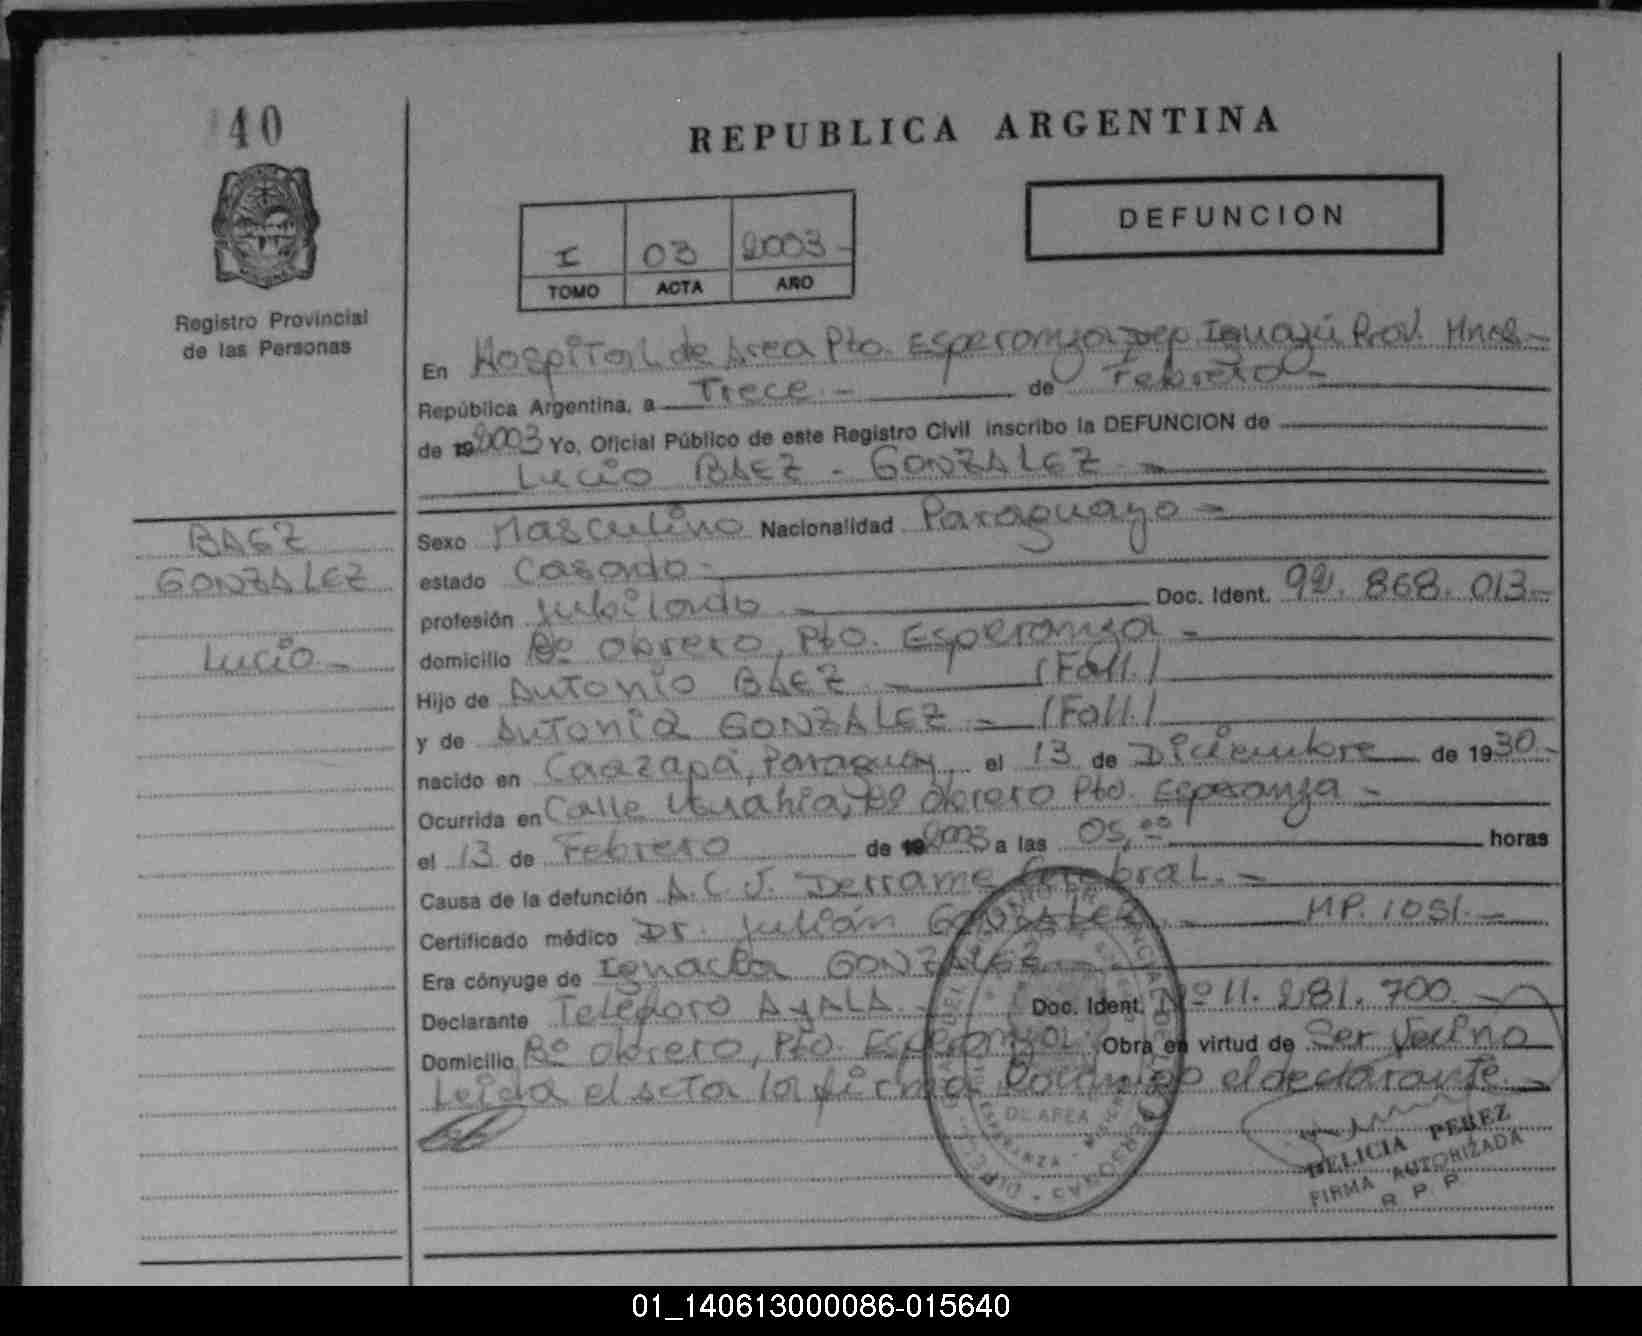 40
REPUBLICA ARGENTINA
DEFUNCION
I 03 2003
TOMO ACTA AÑO
Registro Provincial
de las Personas
En Hospital de Area Pto. Esperanza Dep. Iguazú Prov. Mnes
República Argentina, a Trece de Febrero
de 19 2003 Yo, Oficial Público de este Registro Civil inscribo la DEFUNCION de
Lucio BAEZ - GONZALEZ
BAEZ
GONZALEZ
Lucio
Sexo Masculino Nacionalidad Paraguayo
estado Casado
profesión Jubilado Doc. Ident. 92. 868. 013
domicilio Bº Obrero, Pto. Esperanza
Hijo de Antonio BAEZ (Fall.)
y de Antonia GONZALEZ (Fall.)
nacido en Caazapá, Paraguay el 13 de Diciembre de 1930
Ocurrida en Calle Usuahia, Bº Obrero Pto. Esperanza
el 13 de Febrero de 19 2003 a las 05,00 horas
Causa de la defunción A.C.V. Derrame Cerebral.
Certificado médico Dr. Julián GONZALEZ MP. 1051
Era cónyuge de Ignacia GONZALEZ
Declarante Teléforo AYALA Doc. Ident. Nº 11. 281. 700
Domicilio Bº Obrero, Pto. Esperanza Obra en virtud de Ser Vecino
Leida el acta la firma el declarante.
DE AREA
DELICIA PEREZ
FIRMA AUTORIZADA
R. P. P.
01_140613000086-015640